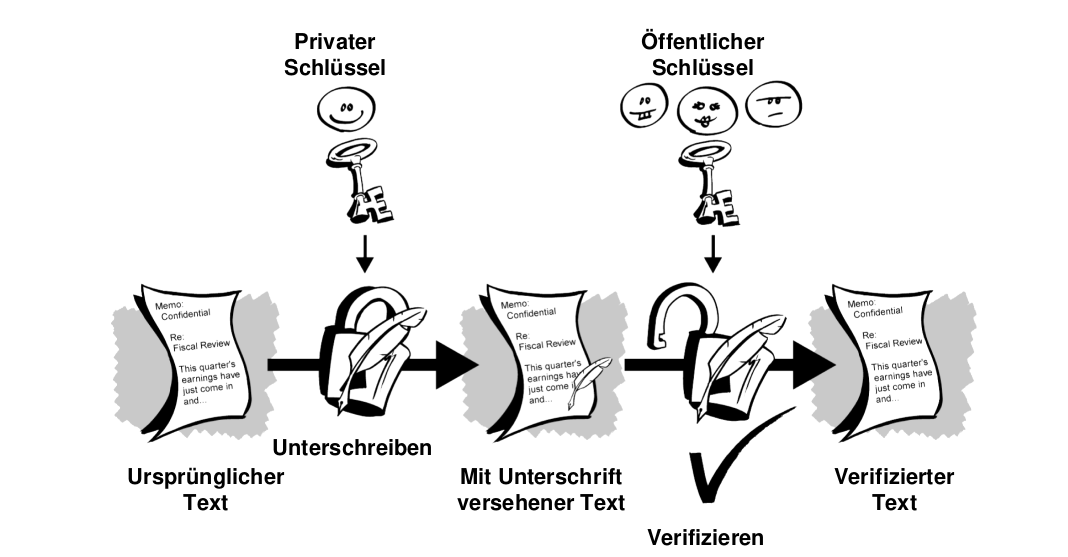 Privater
Schlüssel
Öffentlicher
Schlüssel
Memo:
Confidential
Re:
Fiscal Review
This quarter's
earnings have
just come in
and...
Unterschreiben
Ursprünglicher
Text
Memo:
Confidential
Re:
Fiscal Review
This quarter's
earnings have
just come
and...
Mit Unterschrift
versehener Text
Verifizieren
Memo:
Confidential
Re:
Fiscal Review
This quarter's
earnings have
just come in
and...
Verifizierter
Text